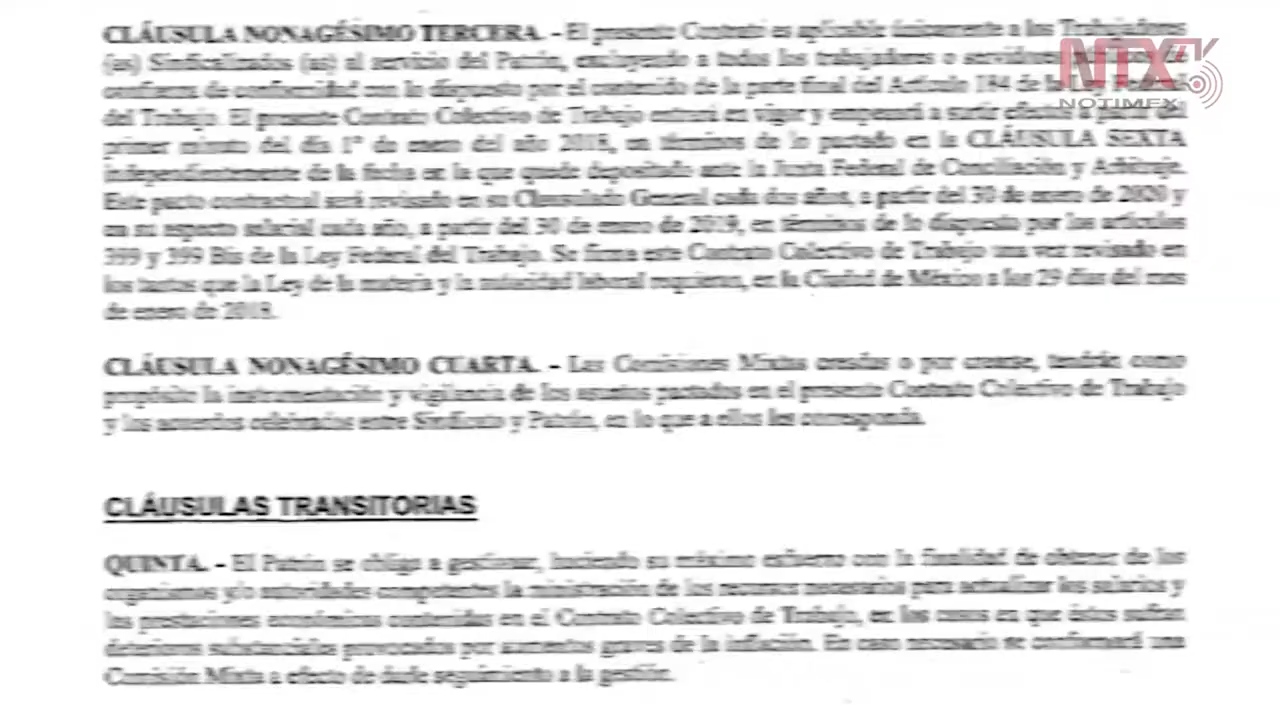 CLÁUSULA NONAGÉSIMO TERCERA. - El presente Contrato es aplicable únicamente a los Trabajadores
(es) Sindicalizados (as) al servicio del Patrón, excluyendo a todos los trabajadores o
confianza de conformidad con lo dispuesto por el contenido de la parte final del Artículo 184 de
del Trabajo. El presente Contrato Colectivo de Trabajo entrará en vigor y empezará a surtir efectos a partir del
primer minuto del día 1º de enero del año 2018, en términos de lo pactado en la CLÁUSULA SEXTA
independientemente de la fecha en la que quede depositado ante la Junta Federal de Conciliación y Arbitraje.
Este pacto contractual será revisado en su Clausulado General cada dos años, a partir del 30 de enero de 2020 y
en su aspecto salarial cada año, a partir del 30 de enero de 2019, en términos de lo dispuesto por los artículos
399 y 399 Bis de la Ley Federal del Trabajo. Se firma este Contrato Colectivo de Trabajo una vez revisado en
los tantos que la Ley de la materia y la autoridad laboral requieran, en la Ciudad de México a los 29 días del mes
de enero de 2018.
CLÁUSULA NONAGÉSIMO CUARTA. - Las Comisiones Mixtas creadas o por crearse, tendrán como
propósito la instrumentación y vigilancia de los asuntos pactados en el presente Contrato Colectivo de Trabajo
y los acuerdos celebrados entre Sindicato y Patrón, en lo que a ellos les corresponda.
CLÁUSULAS TRANSITORIAS
QUINTA. - El Patrón se obliga a gestionar, haciendo su máximo esfuerzo con la finalidad de obtener de los
organismos y/o autoridades competentes la ministración de los recursos necesarios para actualizar los salarios y
las prestaciones económicas contenidas en el Contrato Colectivo de Trabajo, en los casos en que éstos sufran
deterioros substanciales provocados por aumentos graves de la inflación. En caso necesario se conformará una
Comisión Mixta a efecto de darle seguimiento a la gestión.
NTX TV
NOTIMEX